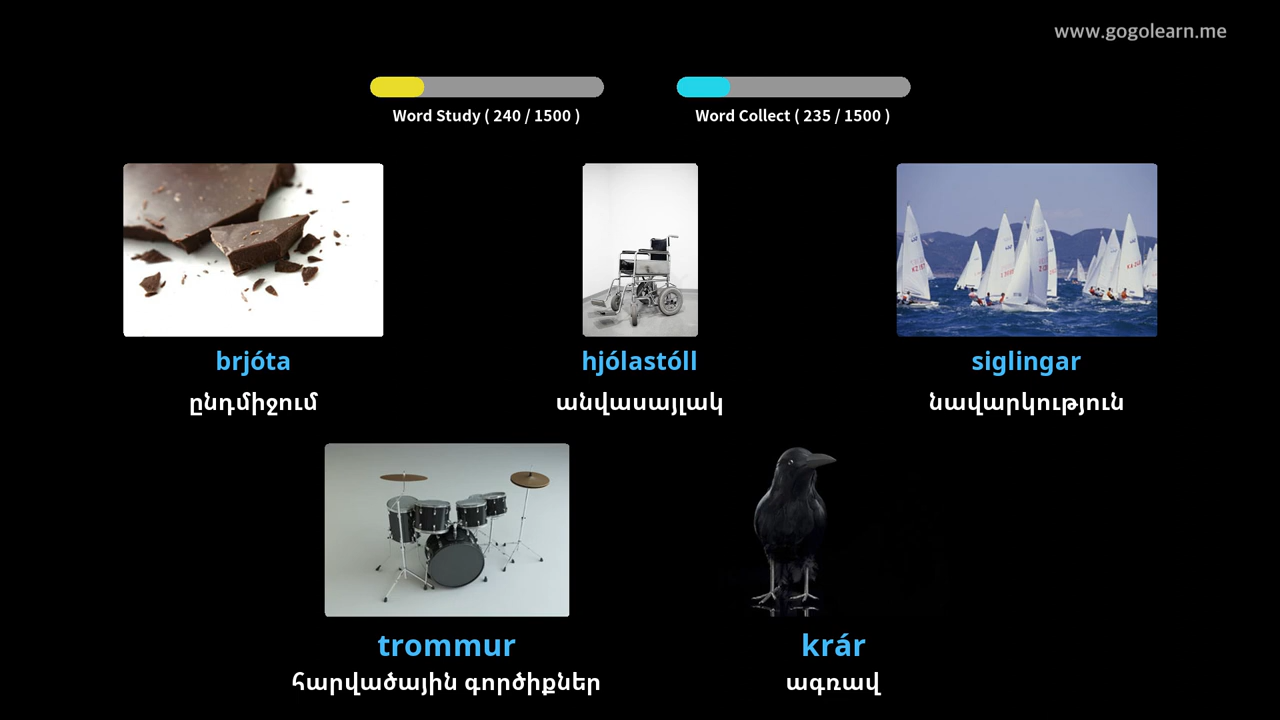 www.gogolearn.me
Word Study ( 240 / 1500 )
Word Collect ( 235 / 1500 )
brjóta
hjólastóll
siglingar
ընդմիջում
անվասայլակ
նավարկություն
trommur
krár
հարվածային գործիքներ
ագռավ